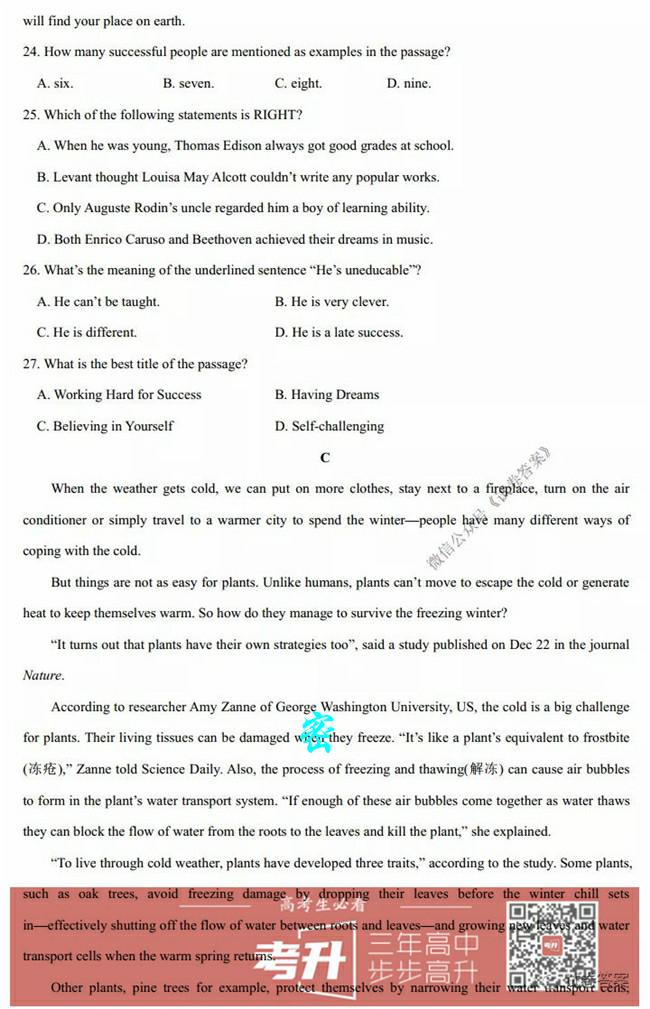 will find your place on earth.
24. How many successful people are mentioned as examples in the passage?
A. six. B. seven. C. eight. D. nine.
25. Which of the following statements is RIGHT?
A. When he was young, Thomas Edison always got good grades at school.
B. Levant thought Louisa May Alcott couldn't write any popular works.
C. Only Auguste Rodin's uncle regarded him a boy of learning ability.
D. Both Enrico Caruso and Beethoven achieved their dreams in music.
26. What's the meaning of the underlined sentence “He's uneducable”?
A. He can't be taught. B. He is very clever.
C. He is different. D. He is a late success.
27. What is the best title of the passage?
A. Working Hard for Success B. Having Dreams
C. Believing in Yourself D. Self-challenging
C
When the weather gets cold, we can put on more clothes, stay next to a fireplace, turn on the air
conditioner or simply travel to a warmer city to spend the winter—people have many different ways of
coping with the cold.
But things are not as easy for plants. Unlike humans, plants can't move to escape the cold or generate
heat to keep themselves warm. So how do they manage to survive the freezing winter?
“It turns out that plants have their own strategies too”, said a study published on Dec 22 in the journal
Nature.
According to researcher Amy Zanne of George Washington University, US, the cold is a big challenge
for plants. Their living tissues can be damaged when they freeze. “It's like a plant's equivalent to frostbite
(冻疮),” Zanne told Science Daily. Also, the process of freezing and thawing(解冻) can cause air bubbles
to form in the plant's water transport system. “If enough of these air bubbles come together as water thaws
they can block the flow of water from the roots to the leaves and kill the plant,” she explained.
“To live through cold weather, plants have developed three traits,” according to the study. Some plants,
such as oak trees, avoid freezing damage by dropping their leaves before the winter chill sets
in—effectively shutting off the flow of water between roots and leaves—and growing new leaves and water
transport cells when the warm spring returns.
Other plants, pine trees for example, protect themselves by narrowing their water transport cells;
微信公众号《试卷答案》
密
高考生必看
考升
三年高中
步步高升
考升
答案